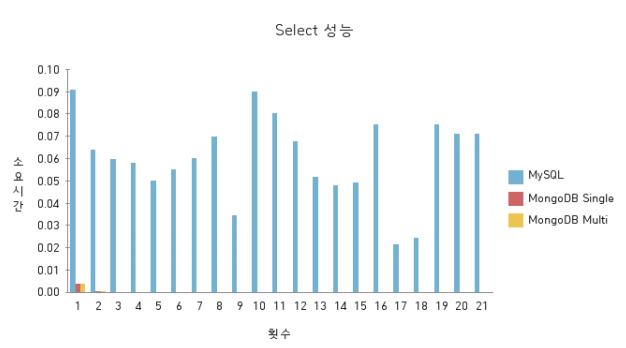 Select 성능
0.10
0.09
0.08
0.07
0.06
0.05
0.04
0.03
0.02
0.01
0.00
소요시간
1 2 3 4 5 6 7 8 9 10 11 12 13 14 15 16 17 18 19 20 21
횟수
MySQL
MongoDB Single
MongoDB Multi